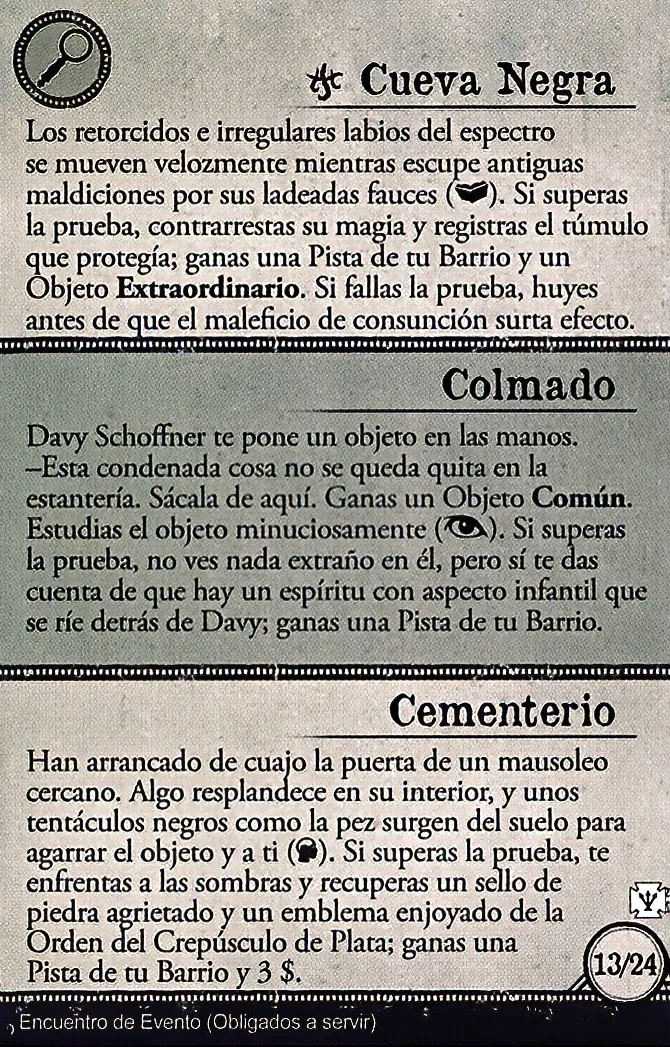 Cueva Negra
Los retorcidos e irregulares labios del espectro
se mueven velozmente mientras escupe antiguas
maldiciones por sus ladeadas fauces ( ). Si superas
la prueba, contrarrestas su magia y registras el túmulo
que protegía; ganas una Pista de tu Barrio y un
Objeto Extraordinario. Si fallas la prueba, huyes
antes de que el maleficio de consunción surta efecto.
Colmado
Davy Schoffner te pone un objeto en las manos.
–Esta condenada cosa no se queda quita en la
estantería. Sácala de aquí. Ganas un Objeto Común.
Estudias el objeto minuciosamente ( ). Si superas
la prueba, no ves nada extraño en él, pero sí te das
cuenta de que hay un espíritu con aspecto infantil que
se ríe detrás de Davy; ganas una Pista de tu Barrio.
Cementerio
Han arrancado de cuajo la puerta de un mausoleo
cercano. Algo resplandece en su interior, y unos
tentáculos negros como la pez surgen del suelo para
agarrar el objeto y a ti ( ). Si superas la prueba, te
enfrentas a las sombras y recuperas un sello de
piedra agrietado y un emblema enjoyado de la
Orden del Crepúsculo de Plata; ganas una
Pista de tu Barrio y 3 $.
13/24
Encuentro de Evento (Obligados a servir)